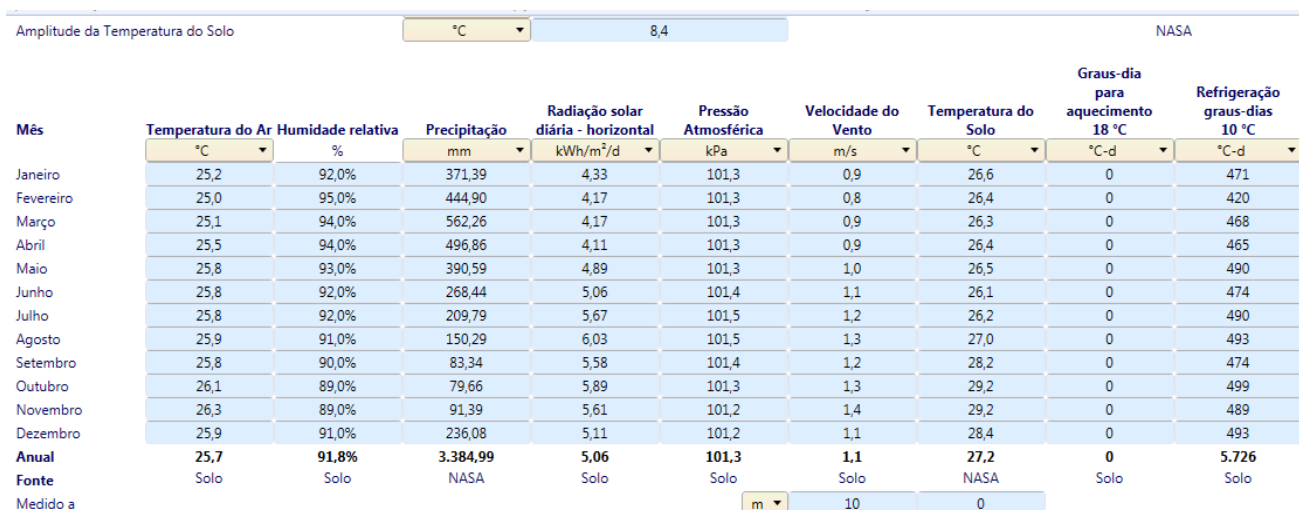 Amplitude da Temperatura do Solo °C 8,4 NASA
Graus-dia
para
Refrigeração
Radiação solar Pressão Velocidade do Temperatura do aquecimento graus-dias
Mês Temperatura do Ar Humidade relativa Precipitação diária - horizontal Atmosférica Vento Solo 18 °C 10 °C
°C % mm kWh/m²/d kPa m/s °C °C-d °C-d
Janeiro 25,2 92,0% 371,39 4,33 101,3 0,9 26,6 0 471
Fevereiro 25,0 95,0% 444,90 4,17 101,3 0,8 26,4 0 420
Março 25,1 94,0% 562,26 4,17 101,3 0,9 26,3 0 468
Abril 25,5 94,0% 496,86 4,11 101,3 0,9 26,4 0 465
Maio 25,8 93,0% 390,59 4,89 101,3 1,0 26,5 0 490
Junho 25,8 92,0% 268,44 5,06 101,4 1,1 26,1 0 474
Julho 25,8 92,0% 209,79 5,67 101,5 1,2 26,2 0 490
Agosto 25,9 91,0% 150,29 6,03 101,5 1,3 27,0 0 493
Setembro 25,8 90,0% 83,34 5,58 101,4 1,2 28,2 0 474
Outubro 26,1 89,0% 79,66 5,89 101,3 1,3 29,2 0 499
Novembro 26,3 89,0% 91,39 5,61 101,2 1,4 29,2 0 489
Dezembro 25,9 91,0% 236,08 5,11 101,2 1,1 28,4 0 493
Anual 25,7 91,8% 3.384,99 5,06 101,3 1,1 27,2 0 5.726
Fonte Solo Solo NASA Solo Solo Solo NASA Solo Solo
Medido a m 10 0